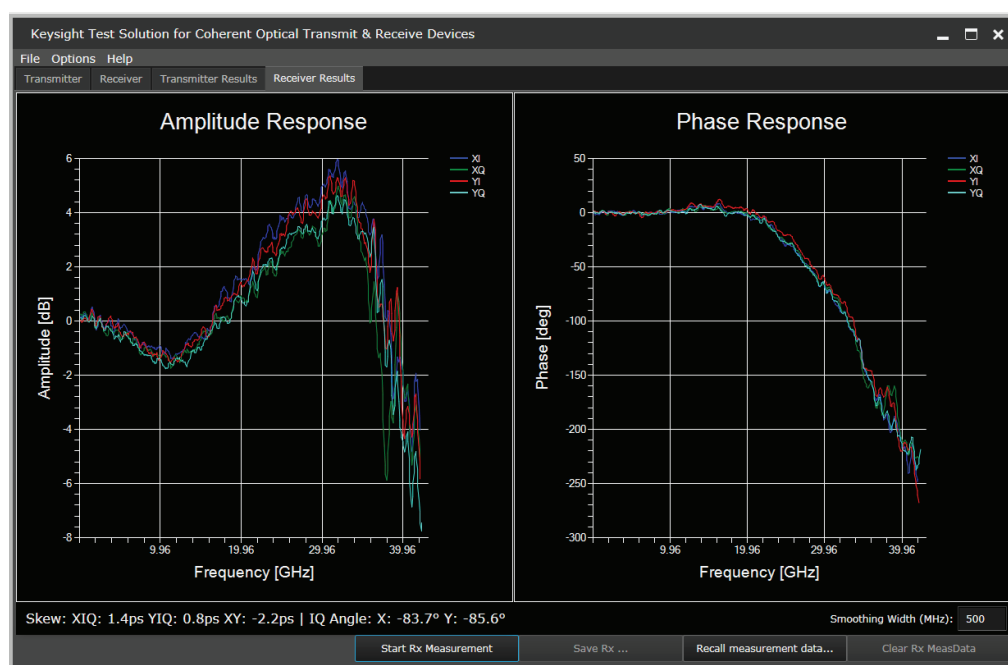 Keysight Test Solution for Coherent Optical Transmit & Receive Devices
File Options Help
Transmitter Receiver Transmitter Results Receiver Results
Amplitude Response
XI
XQ
YI
YQ
6
4
2
0
-2
-4
-6
-8
Amplitude [dB]
9.96 19.96 29.96 39.96
Frequency [GHz]
Phase Response
XI
XQ
YI
YQ
50
0
-50
-100
-150
-200
-250
-300
Phase [deg]
9.96 19.96 29.96 39.96
Frequency [GHz]
Skew: XIQ: 1.4ps YIQ: 0.8ps XY: -2.2ps | IQ Angle: X: -83.7° Y: -85.6°
Smoothing Width (MHz): 500
Start Rx Measurement Save Rx ... Recall measurement data... Clear Rx MeasData